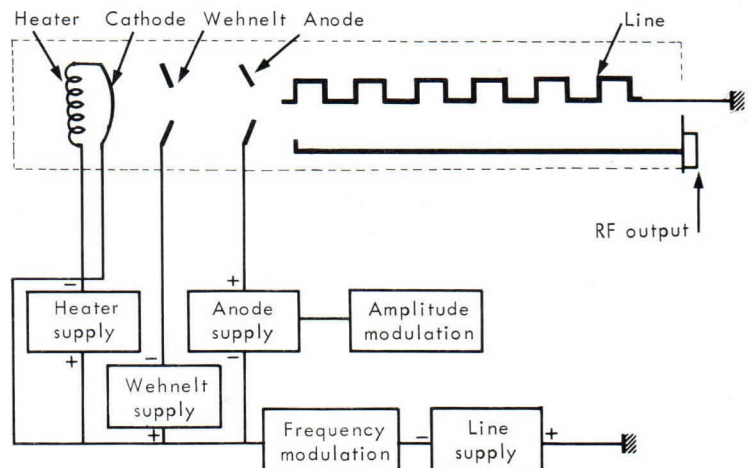 Heater Cathode Wehnelt Anode Line
RF output
−
+
Heater
supply
Anode
supply
Amplitude
modulation
+
−
−
Wehnelt
supply
+
Frequency
modulation
−
Line
supply
+